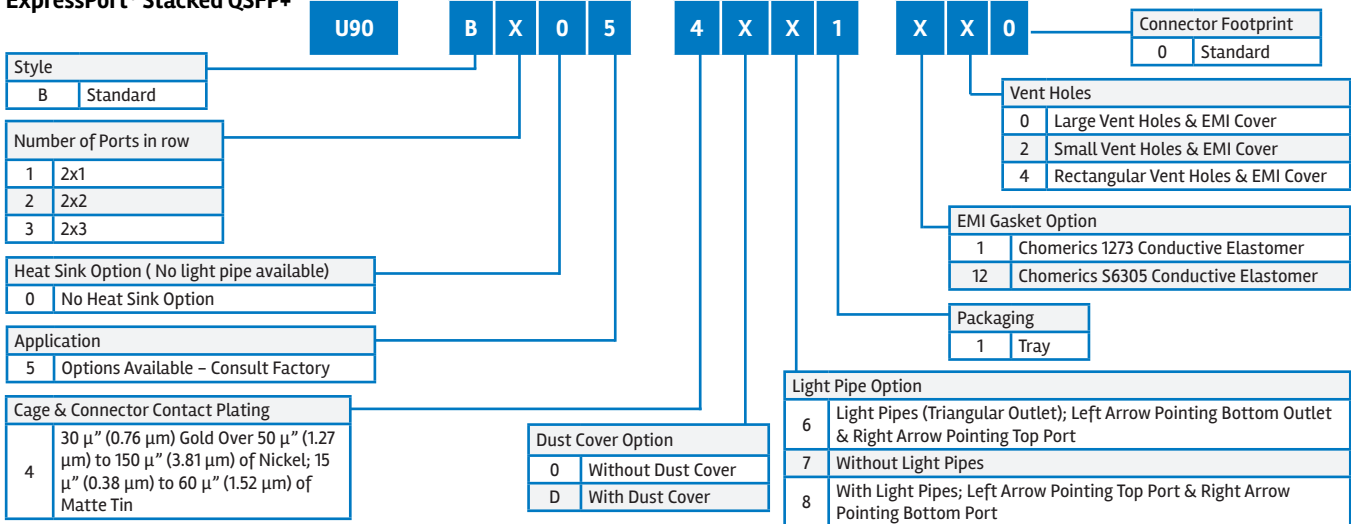 ExpressPort® Stacked QSFP+
U90 B X 0 5 4 X X 1 X X 0
Connector Footprint
0 Standard
Style
B Standard
Vent Holes
0 Large Vent Holes & EMI Cover
2 Small Vent Holes & EMI Cover
4 Rectangular Vent Holes & EMI Cover
Number of Ports in row
1 2x1
2 2x2
3 2x3
EMI Gasket Option
1 Chomerics 1273 Conductive Elastomer
12 Chomerics S6305 Conductive Elastomer
Heat Sink Option ( No light pipe available)
0 No Heat Sink Option
Packaging
1 Tray
Application
5 Options Available – Consult Factory
Light Pipe Option
6 Light Pipes (Triangular Outlet); Left Arrow Pointing Bottom Outlet
& Right Arrow Pointing Top Port
7 Without Light Pipes
8 With Light Pipes; Left Arrow Pointing Top Port & Right Arrow
Pointing Bottom Port
Cage & Connector Contact Plating
4 30 µ” (0.76 µm) Gold Over 50 µ” (1.27
µm) to 150 µ” (3.81 µm) of Nickel; 15
µ” (0.38 µm) to 60 µ” (1.52 µm) of
Matte Tin
Dust Cover Option
0 Without Dust Cover
D With Dust Cover